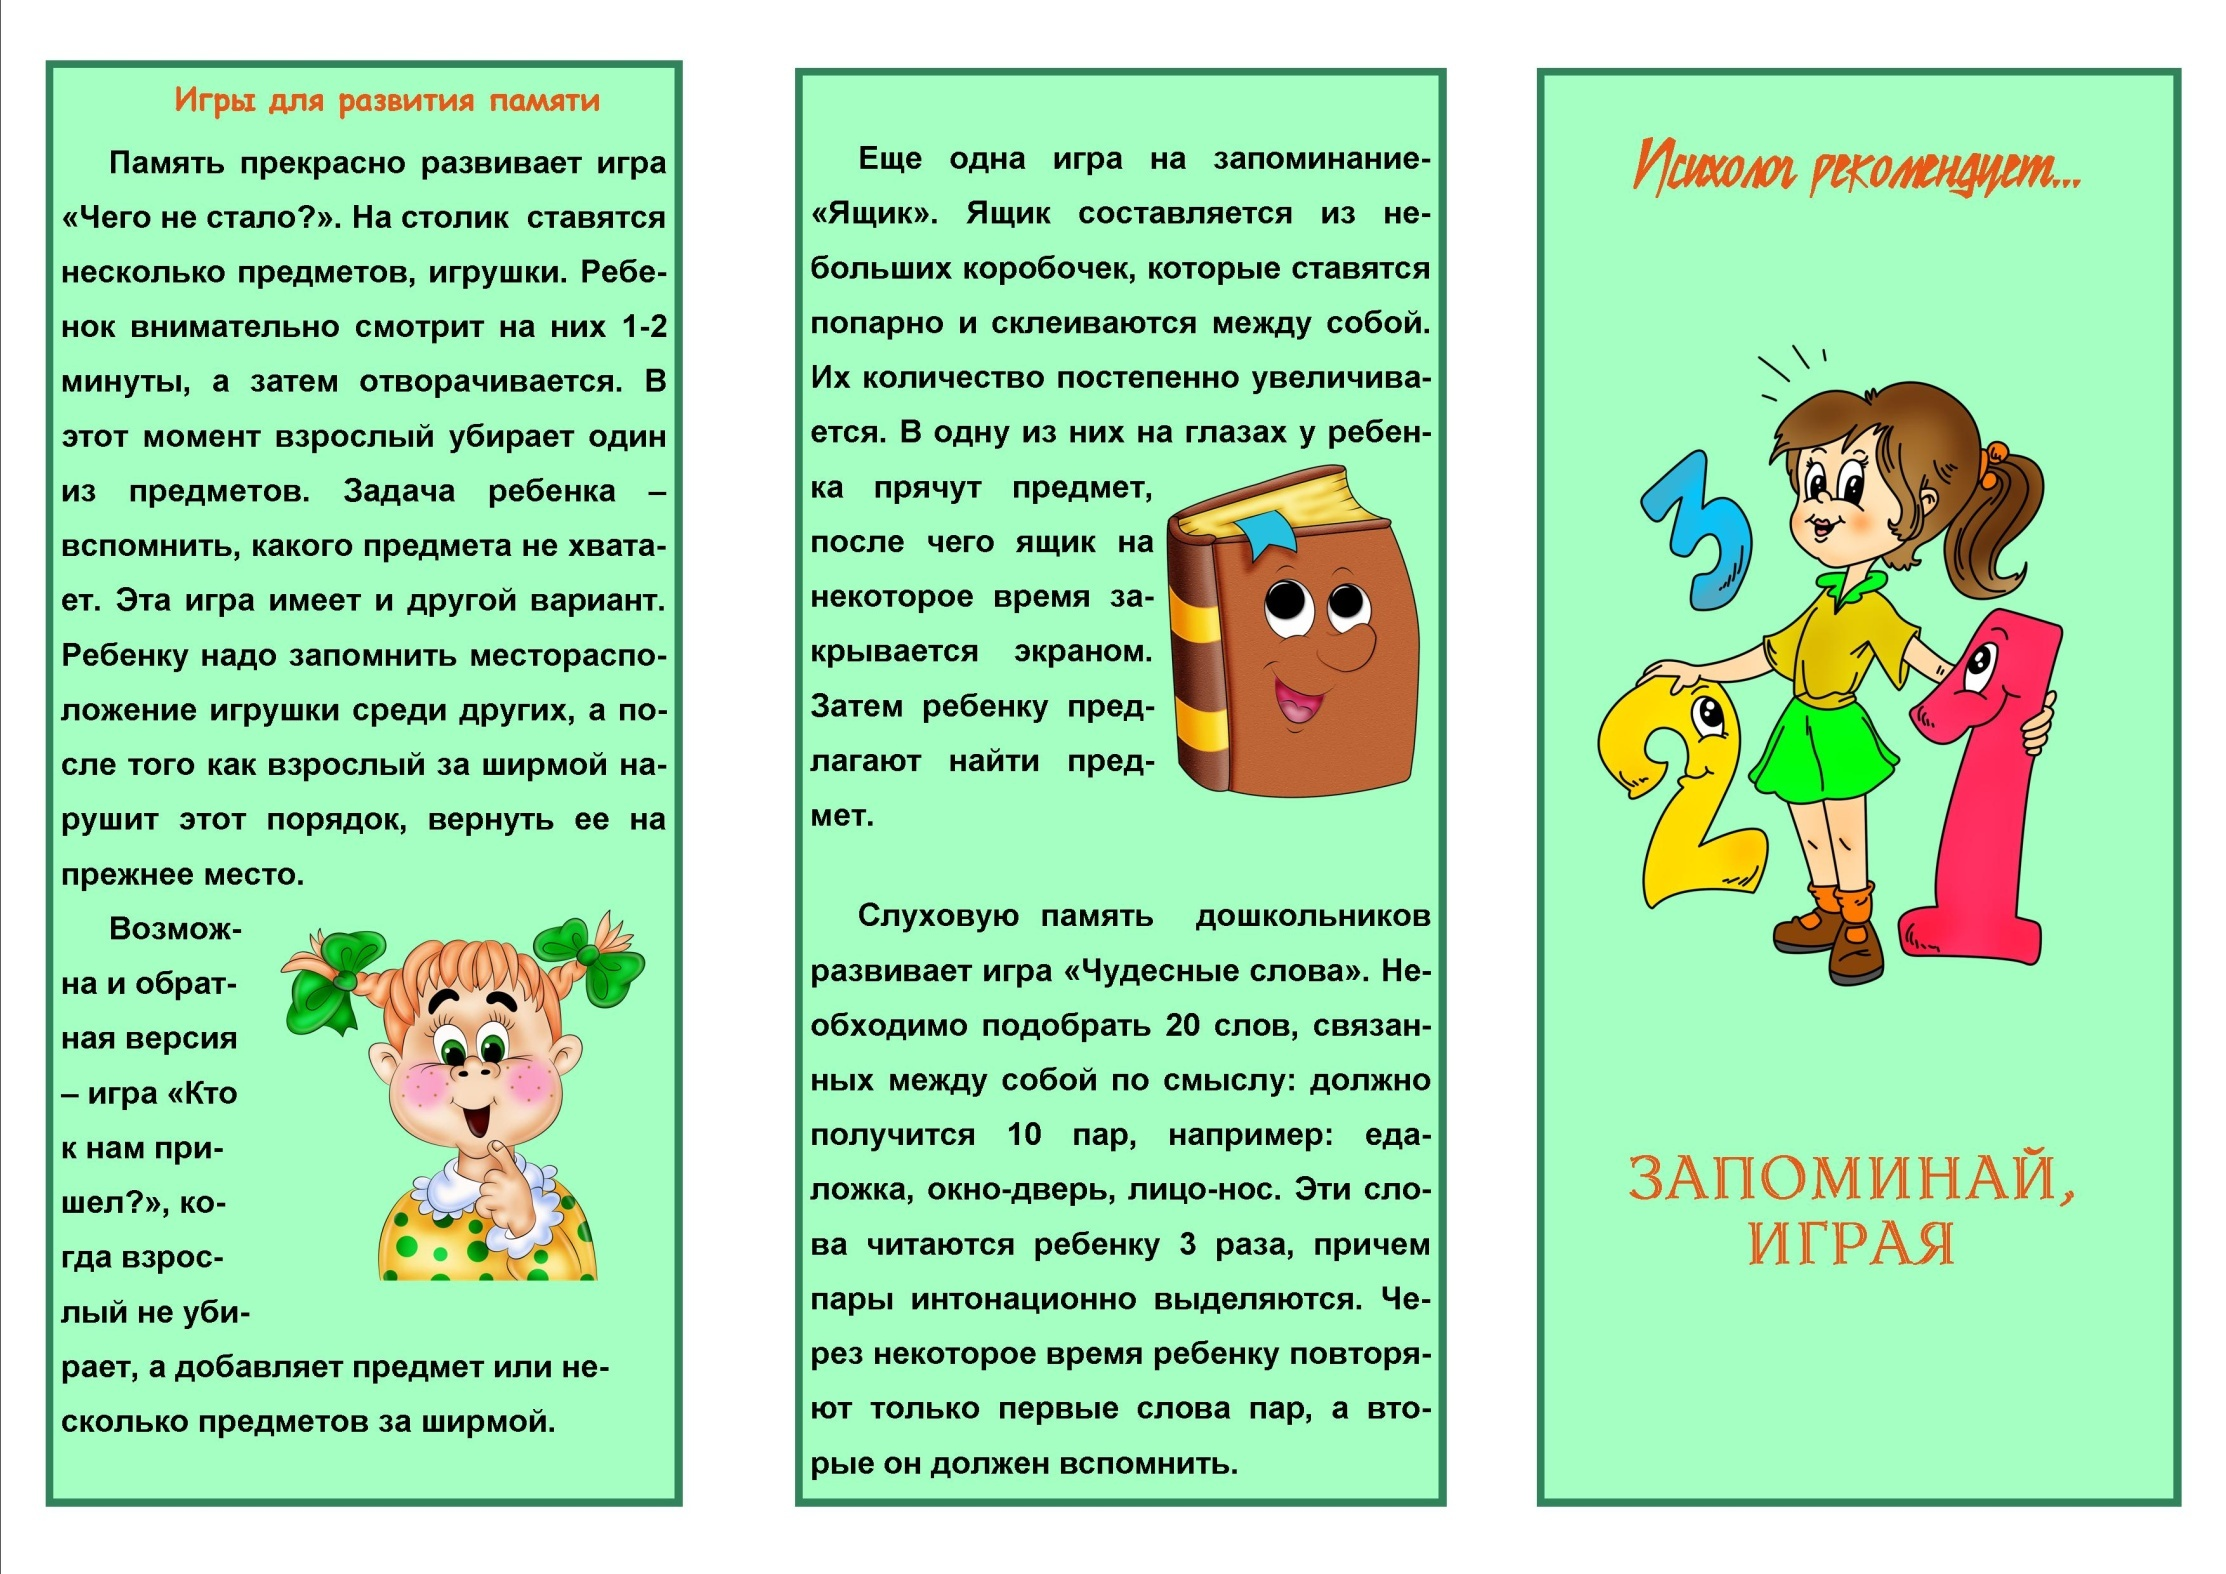 Игры для развития памяти
Память прекрасно развивает игра
«Чего не стало?». На столик ставятся
несколько предметов, игрушки. Ребе-
нок внимательно смотрит на них 1-2
минуты, а затем отворачивается. В
этот момент взрослый убирает один
из предметов. Задача ребенка –
вспомнить, какого предмета не хвата-
ет. Эта игра имеет и другой вариант.
Ребенку надо запомнить месторaспо-
ложение игрушки среди других, а по-
сле того как взрослый за ширмой на-
рушит этот порядок, вернуть ее на
прежнее место.
Возмож-
на и обрат-
ная версия
– игра «Кто
к нам при-
шел?», ко-
гда взрос-
лый не уби-
рает, а добавляет предмет или не-
сколько предметов за ширмой.
Еще одна игра на запоминание-
«Ящик». Ящик составляется из не-
больших коробочек, которые ставятся
попарно и склеиваются между собой.
Их количество постепенно увеличива-
ется. В одну из них на глазах у ребен-
ка прячут предмет,
после чего ящик на
некоторое время за-
крывается экраном.
Затем ребенку пред-
лагают найти пред-
мет.
Слуховую память дошкольников
развивает игра «Чудесные слова». Не-
обходимо подобрать 20 слов, связан-
ных между собой по смыслу: должно
получится 10 пар, например: еда-
ложка, окно-дверь, лицо-нос. Эти сло-
ва читаются ребенку 3 раза, причем
пары интонационно выделяются. Че-
рез некоторое время ребенку повторя-
ют только первые слова пар, а вто-
рые он должен вспомнить.
Психолог рекомендует...
3
2
1
ЗАПОМИНАЙ,
ИГРАЯ